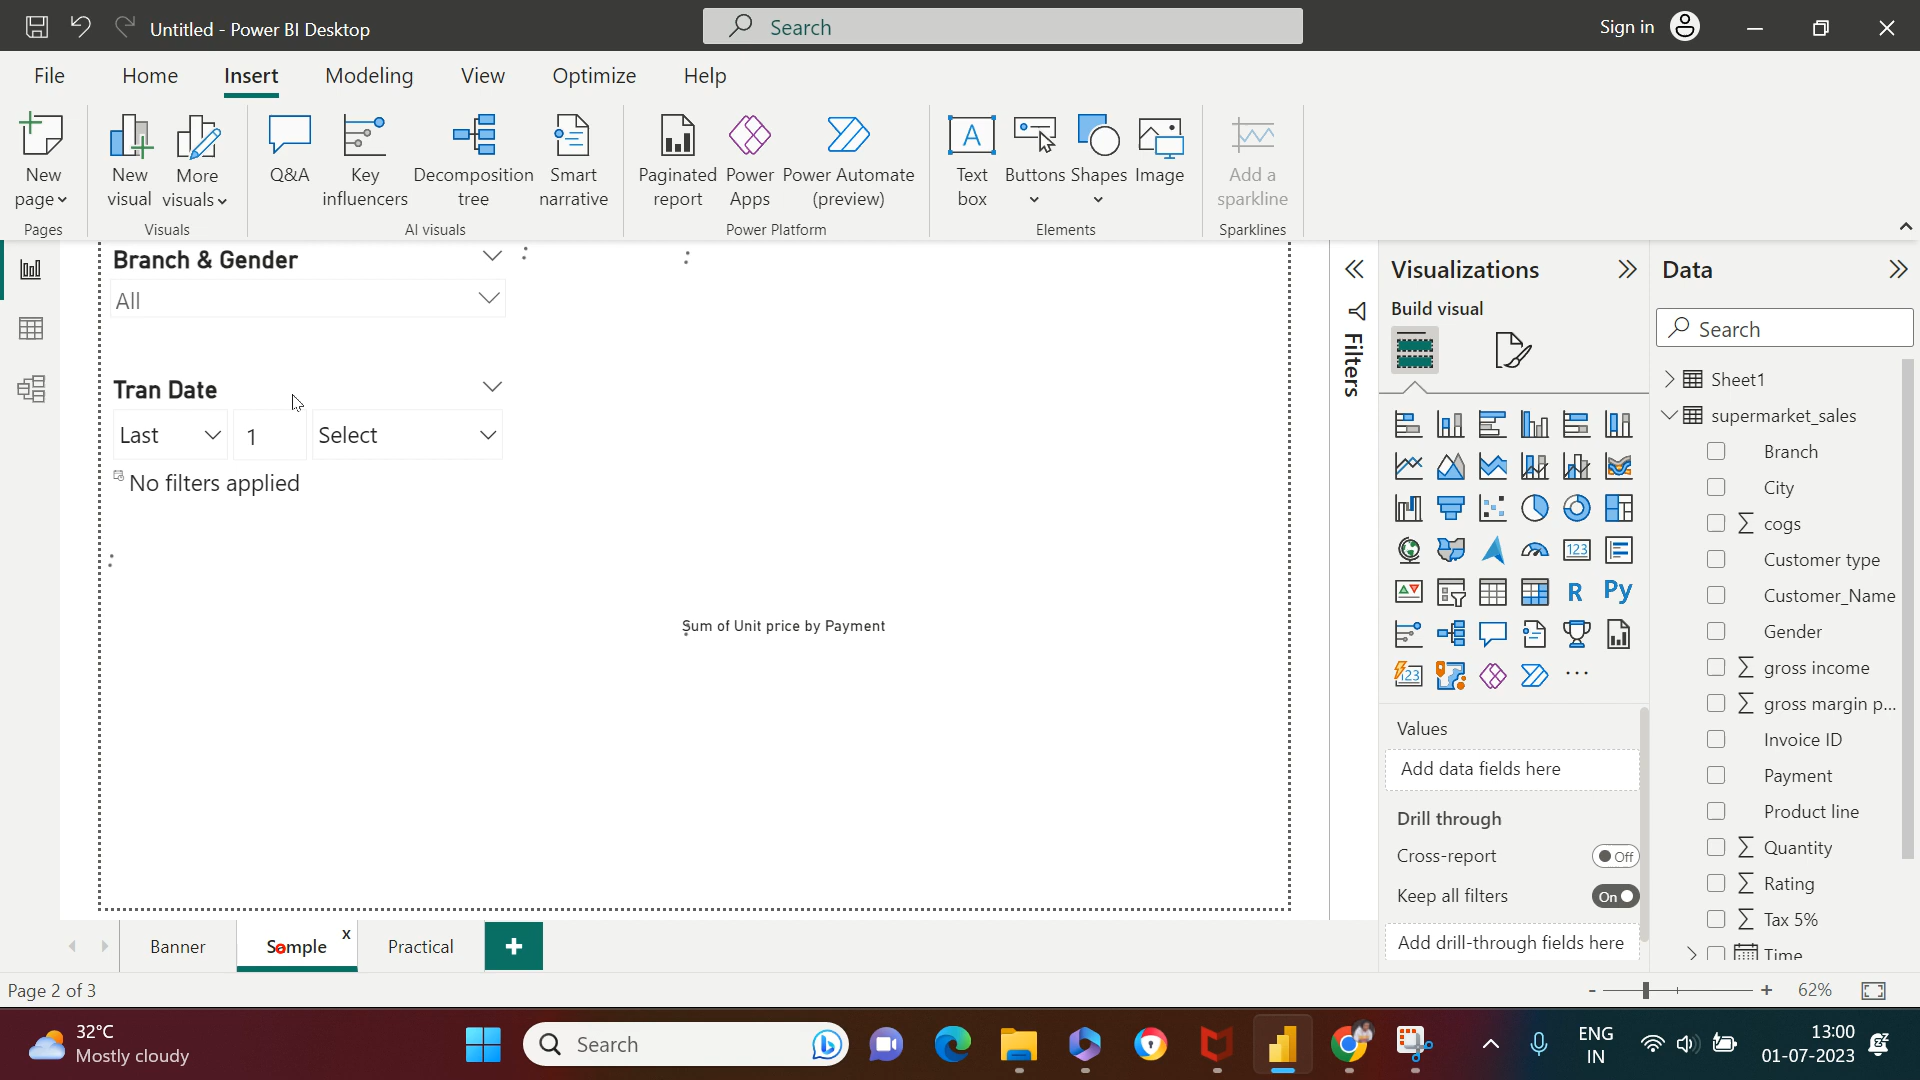 Untitled - Power BI Desktop
Search
Sign in
File
Home
Insert
Modeling
View
Optimize
Help
New page
New visual
More visuals
Q&A
Key influencers
Decomposition tree
Smart narrative
Paginated report
Power Apps
Power Automate (preview)
Text box
Buttons
Shapes
Image
Add a sparkline
Pages
Visuals
AI visuals
Power Platform
Elements
Sparklines
Branch & Gender
All
Tran Date
Last
1
Select
No filters applied
Sum of Unit price by Payment
Filters
Visualizations
Build visual
123
R
Py
123
Values
Add data fields here
Drill through
Cross-report
Off
Keep all filters
On
Add drill-through fields here
Data
Search
Sheet1
supermarket_sales
Branch
City
cogs
Customer type
Customer_Name
Gender
gross income
gross margin p...
Invoice ID
Payment
Product line
Quantity
Rating
Tax 5%
Time
Banner
Sample
x
Practical
+
Page 2 of 3
- + 62%
32°C
Mostly cloudy
Search
ENG
IN
13:00
01-07-2023